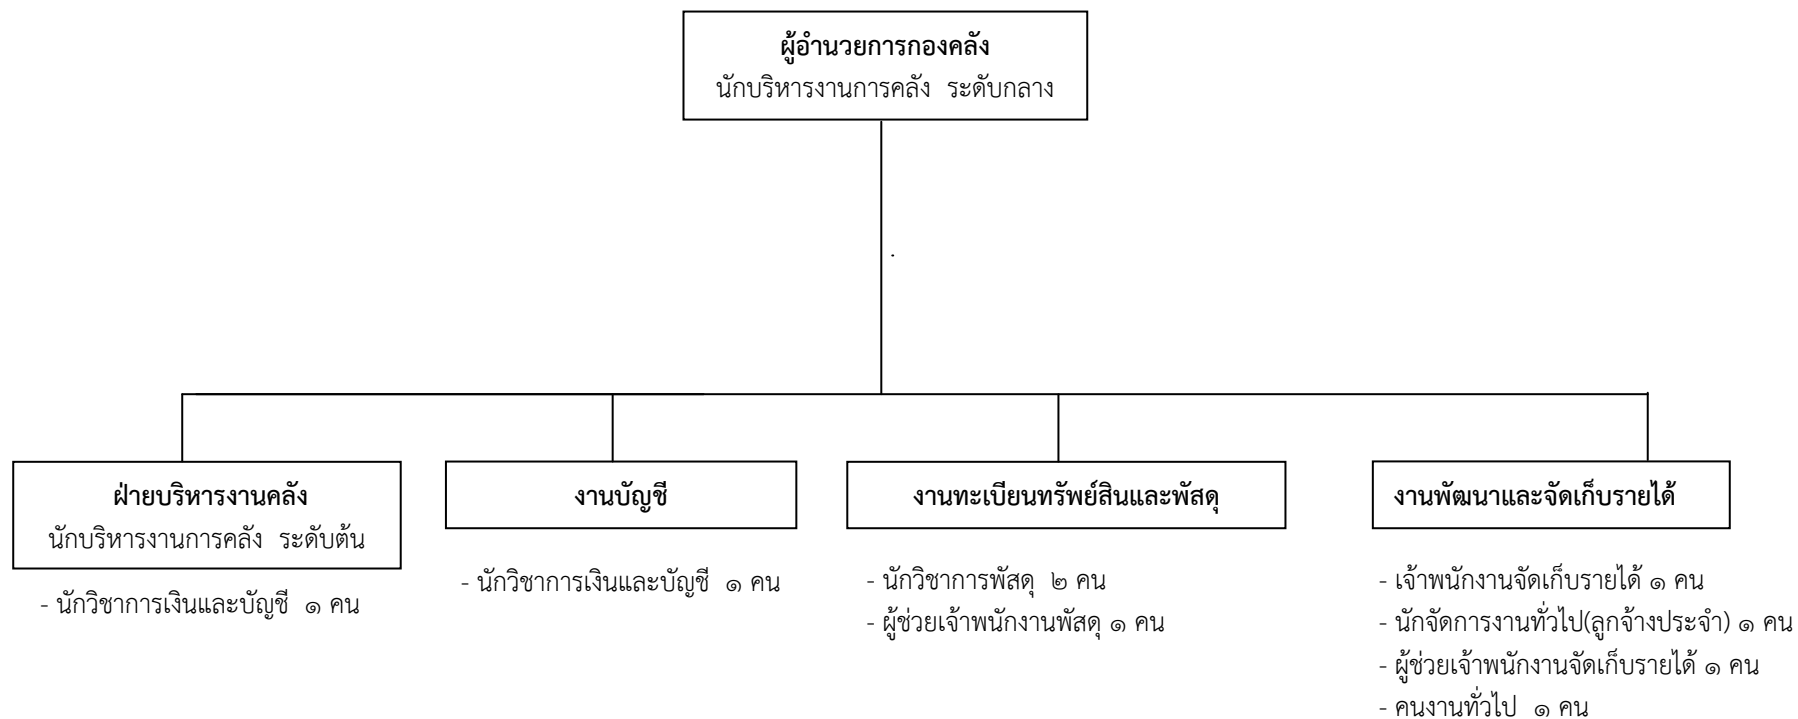 ผู้อำนวยการกองคลัง
นักบริหารงานการคลัง ระดับกลาง
ฝ่ายบริหารงานคลัง
นักบริหารงานการคลัง ระดับต้น
- นักวิชาการเงินและบัญชี ๑ คน
งานบัญชี
- นักวิชาการเงินและบัญชี ๑ คน
งานทะเบียนทรัพย์สินและพัสดุ
- นักวิชาการพัสดุ ๒ คน
- ผู้ช่วยเจ้าพนักงานพัสดุ ๑ คน
งานพัฒนาและจัดเก็บรายได้
- เจ้าพนักงานจัดเก็บรายได้ ๑ คน
- นักจัดการงานทั่วไป(ลูกจ้างประจำ) ๑ คน
- ผู้ช่วยเจ้าพนักงานจัดเก็บรายได้ ๑ คน
- คนงานทั่วไป ๑ คน